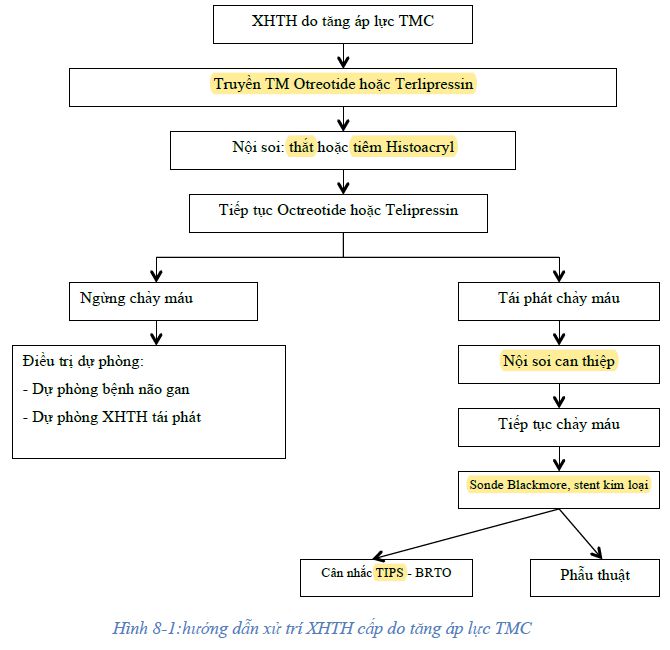 XHTH do tăng áp lực TMC
Truyền TM Otreotide hoặc Terlipressin
Nội soi: thắt hoặc tiêm Histoacryl
Tiếp tục Octreotide hoặc Telipressin
Ngừng chảy máu
Tái phát chảy máu
Điều trị dự phòng:
- Dự phòng bệnh não gan
- Dự phòng XHTH tái phát
Nội soi can thiệp
Tiếp tục chảy máu
Sonde Blackmore, stent kim loại
Cân nhắc TIPS - BRTO
Phẫu thuật
Hình 8-1:hướng dẫn xử trí XHTH cấp do tăng áp lực TMC